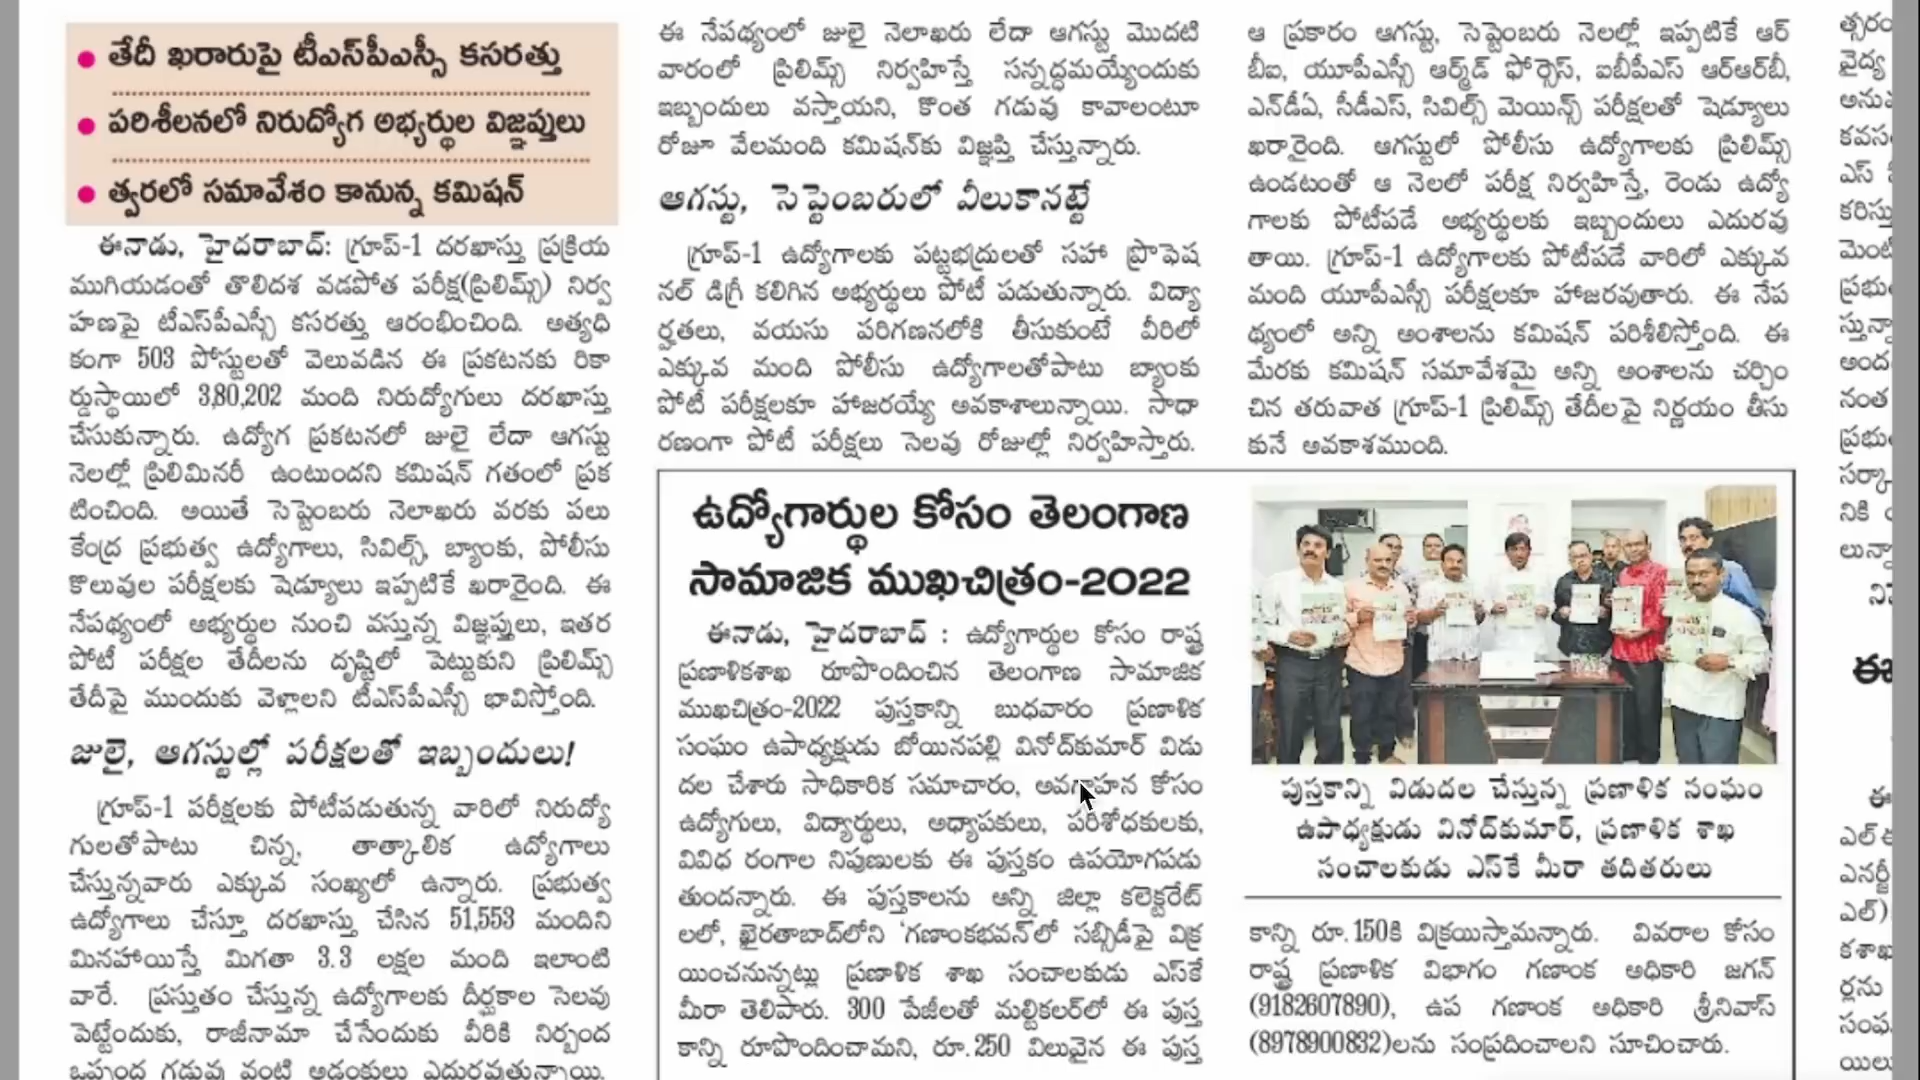 తేదీ ఖరారుపై టీఎస్‌పీఎస్సీ కసరత్తు
పరిశీలనలో నిరుద్యోగ అభ్యర్థుల విజ్ఞప్తులు
త్వరలో సమావేశం కానున్న కమిషన్
ఈనాడు, హైదరాబాద్: గ్రూప్-1 దరఖాస్తు ప్రక్రియ
ముగియడంతో తొలిదశ వడపోత పరీక్ష(ప్రిలిమ్స్) నిర్వ
హణపై టీఎస్‌పీఎస్సీ కసరత్తు ఆరంభించింది. అత్యధి
కంగా 503 పోస్టులతో వెలువడిన ఈ ప్రకటనకు రికా
ర్డుస్థాయిలో 3,80,202 మంది నిరుద్యోగులు దరఖాస్తు
చేసుకున్నారు. ఉద్యోగ ప్రకటనలో జులై లేదా ఆగస్టు
నెలల్లో ప్రిలిమినరీ ఉంటుందని కమిషన్ గతంలో ప్రక
టించింది. అయితే సెప్టెంబరు నెలాఖరు వరకు పలు
కేంద్ర ప్రభుత్వ ఉద్యోగాలు, సివిల్స్, బ్యాంకు, పోలీసు
కొలువుల పరీక్షలకు షెడ్యూలు ఇప్పటికే ఖరారైంది. ఈ
నేపథ్యంలో అభ్యర్థుల నుంచి వస్తున్న విజ్ఞప్తులు, ఇతర
పోటీ పరీక్షల తేదీలను దృష్టిలో పెట్టుకుని ప్రిలిమ్స్
తేదీపై ముందుకు వెళ్లాలని టీఎస్‌పీఎస్సీ భావిస్తోంది.
జులై, ఆగస్టుల్లో పరీక్షలతో ఇబ్బందులు!
గ్రూప్-1 పరీక్షలకు పోటీపడుతున్న వారిలో నిరుద్యో
గులతోపాటు చిన్న, తాత్కాలిక ఉద్యోగాలు
చేస్తున్నవారు ఎక్కువ సంఖ్యలో ఉన్నారు. ప్రభుత్వ
ఉద్యోగాలు చేస్తూ దరఖాస్తు చేసిన 51,553 మందిని
మినహాయిస్తే మిగతా 3.3 లక్షల మంది ఇలాంటి
వారే. ప్రస్తుతం చేస్తున్న ఉద్యోగాలకు దీర్ఘకాల సెలవు
పెట్టేందుకు, రాజీనామా చేసేందుకు వీరికి నిర్బంద
ఒప్పంద గడువు వంటి అడ్డంకులు ఎదురవుతున్నాయి.
ఈ నేపథ్యంలో జులై నెలాఖరు లేదా ఆగస్టు మొదటి
వారంలో ప్రిలిమ్స్ నిర్వహిస్తే సన్నద్ధమయ్యేందుకు
ఇబ్బందులు వస్తాయని, కొంత గడువు కావాలంటూ
రోజూ వేలమంది కమిషన్‌కు విజ్ఞప్తి చేస్తున్నారు.
ఆగస్టు, సెప్టెంబరులో వీలుకానట్టే
గ్రూప్-1 ఉద్యోగాలకు పట్టభద్రులతో సహా ప్రొఫెష
నల్ డిగ్రీ కలిగిన అభ్యర్థులు పోటీ పడుతున్నారు. విద్యా
ర్హతలు, వయసు పరిగణనలోకి తీసుకుంటే వీరిలో
ఎక్కువ మంది పోలీసు ఉద్యోగాలతోపాటు బ్యాంకు
పోటీ పరీక్షలకూ హాజరయ్యే అవకాశాలున్నాయి. సాధా
రణంగా పోటీ పరీక్షలు సెలవు రోజుల్లో నిర్వహిస్తారు.
ఆ ప్రకారం ఆగస్టు, సెప్టెంబరు నెలల్లో ఇప్పటికే ఆర్
బీఐ, యూపీఎస్సీ ఆర్మ్‌డ్ ఫోర్సెస్, ఐబీపీఎస్ ఆర్ఆర్‌బీ,
ఎన్‌డీఏ, సీడీఎస్, సివిల్స్ మెయిన్స్ పరీక్షలతో షెడ్యూలు
ఖరారైంది. ఆగస్టులో పోలీసు ఉద్యోగాలకు ప్రిలిమ్స్
ఉండటంతో ఆ నెలలో పరీక్ష నిర్వహిస్తే, రెండు ఉద్యో
గాలకు పోటీపడే అభ్యర్థులకు ఇబ్బందులు ఎదురవు
తాయి. గ్రూప్-1 ఉద్యోగాలకు పోటీపడే వారిలో ఎక్కువ
మంది యూపీఎస్సీ పరీక్షలకూ హాజరవుతారు. ఈ నేప
థ్యంలో అన్ని అంశాలను కమిషన్ పరిశీలిస్తోంది. ఈ
మేరకు కమిషన్ సమావేశమై అన్ని అంశాలను చర్చిం
చిన తరువాత గ్రూప్-1 ప్రిలిమ్స్ తేదీలపై నిర్ణయం తీసు
కునే అవకాశముంది.
ఉద్యోగార్థుల కోసం తెలంగాణ
సామాజిక ముఖచిత్రం-2022
ఈనాడు, హైదరాబాద్ : ఉద్యోగార్థుల కోసం రాష్ట్ర
ప్రణాళికశాఖ రూపొందించిన తెలంగాణ సామాజిక
ముఖచిత్రం-2022 పుస్తకాన్ని బుధవారం ప్రణాళిక
సంఘం ఉపాధ్యక్షుడు బోయినపల్లి వినోద్‌కుమార్ విడు
దల చేశారు సాధికారిక సమాచారం, అవగాహన కోసం
ఉద్యోగులు, విద్యార్థులు, అధ్యాపకులు, పరిశోధకులకు,
వివిధ రంగాల నిపుణులకు ఈ పుస్తకం ఉపయోగపడు
తుందన్నారు. ఈ పుస్తకాలను అన్ని జిల్లా కలెక్టరేట్
లలో, ఖైరతాబాద్‌లోని 'గణాంకభవన్'లో సబ్సిడీపై విక్ర
యించనున్నట్లు ప్రణాళిక శాఖ సంచాలకుడు ఎస్‌కే
మీరా తెలిపారు. 300 పేజీలతో మల్టికలర్‌లో ఈ పుస్త
కాన్ని రూపొందించామని, రూ.250 విలువైన ఈ పుస్త
పుస్తకాన్ని విడుదల చేస్తున్న ప్రణాళిక సంఘం
ఉపాధ్యక్షుడు వినోద్‌కుమార్, ప్రణాళిక శాఖ
సంచాలకుడు ఎస్‌కే మీరా తదితరులు
కాన్ని రూ.150కి విక్రయిస్తామన్నారు. వివరాల కోసం
రాష్ట్ర ప్రణాళిక విభాగం గణాంక అధికారి జగన్
(9182607890), ఉప గణాంక అధికారి శ్రీనివాస్
(8978900832)లను సంప్రదించాలని సూచించారు.